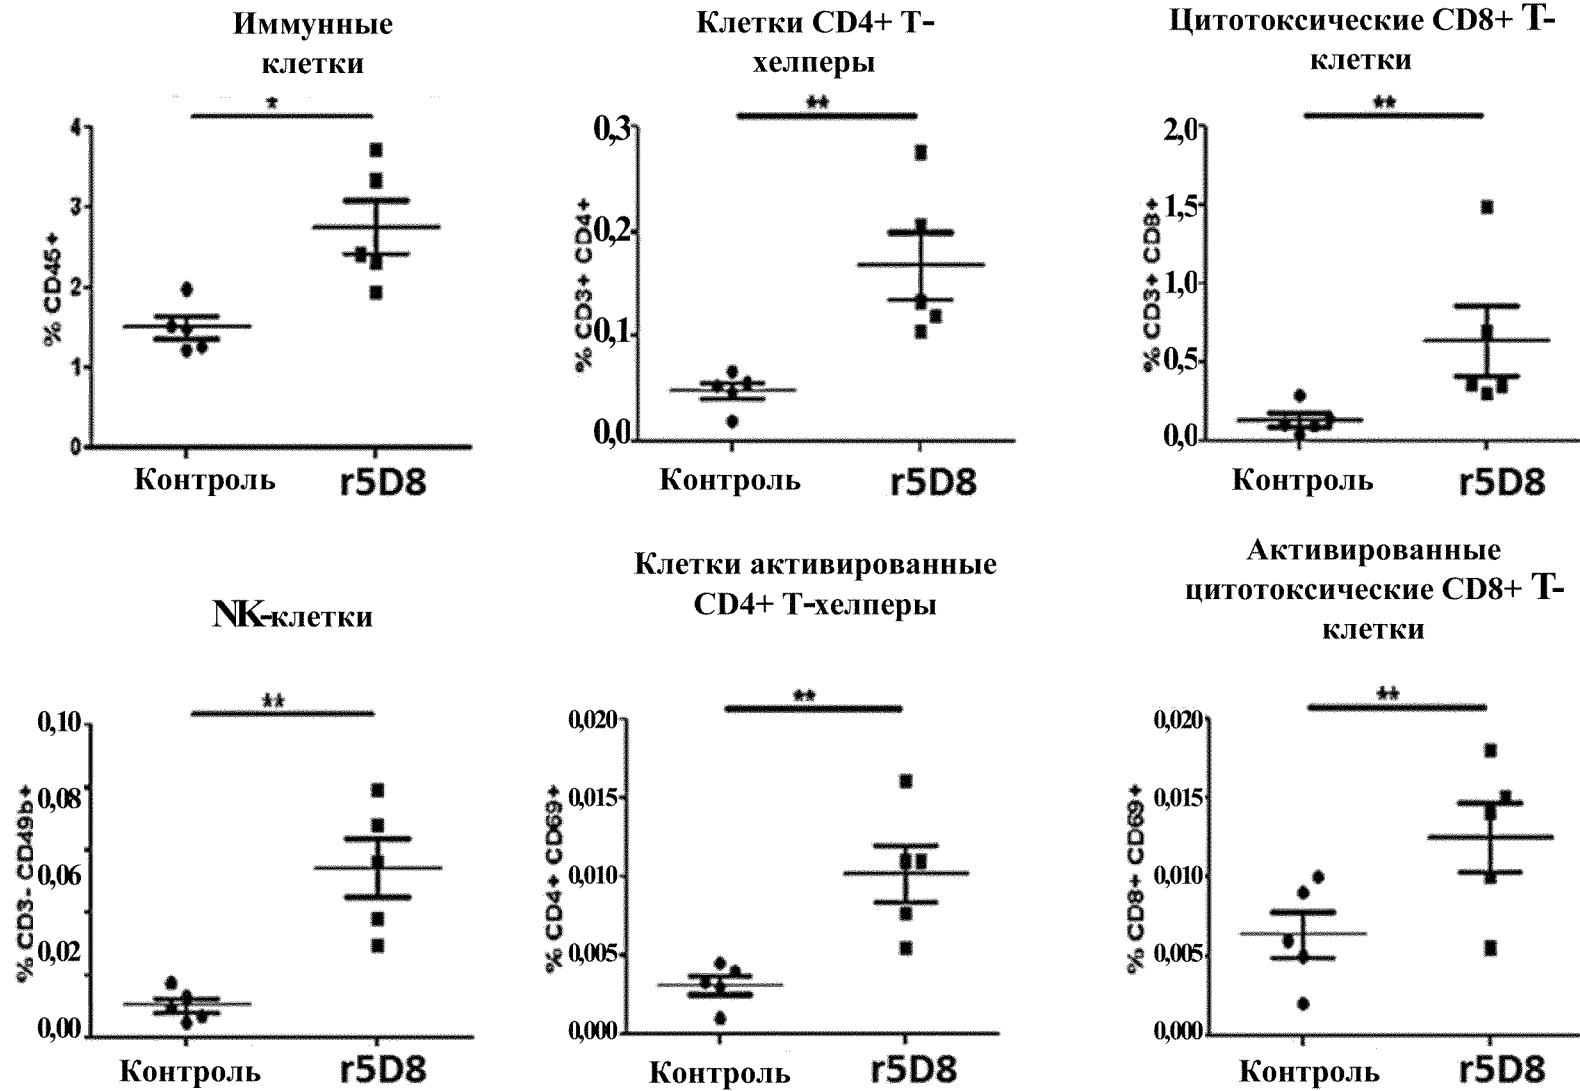 Иммунные
клетки
*
4
3
2
1
0
% CD45+
Контроль
r5D8
Клетки CD4+ Т-
хелперы
**
0,3
0,2
0,1
0,0
% CD3+ CD4+
Контроль
r5D8
Цитотоксические CD8+ Т-
клетки
**
2,0
1,5
1,0
0,5
0,0
% CD3+ CD8+
Контроль
r5D8
NK-клетки
**
0,10
0,08
0,06
0,02
0,00
% CD3- CD49b+
Контроль
r5D8
Клетки активированные
CD4+ Т-хелперы
**
0,020
0,015
0,010
0,005
0,000
% CD4+ CD69+
Контроль
r5D8
Активированные
цитотоксические CD8+ Т-
клетки
**
0,020
0,015
0,010
0,005
0,000
% CD8+ CD69+
Контроль
r5D8